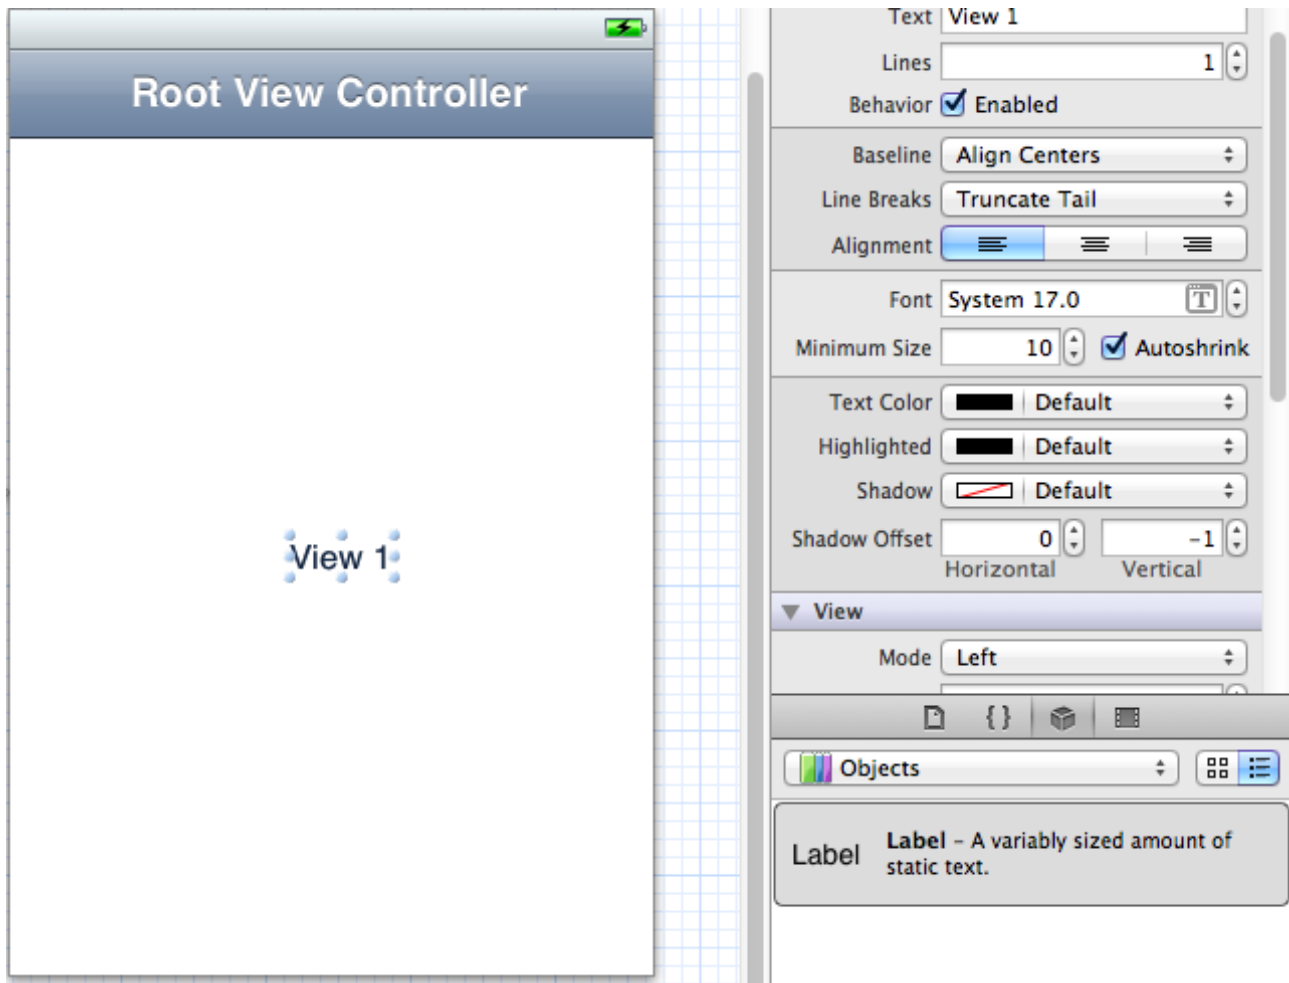 Root View Controller
View 1
Text View 1
Lines 1
Behavior Enabled
Baseline Align Centers
Line Breaks Truncate Tail
Alignment
Font System 17.0 T
Minimum Size 10 Autoshrink
Text Color Default
Highlighted Default
Shadow Default
Shadow Offset 0 -1
Horizontal Vertical
View
Mode Left
{ }
Objects
Label
Label – A variably sized amount of
static text.